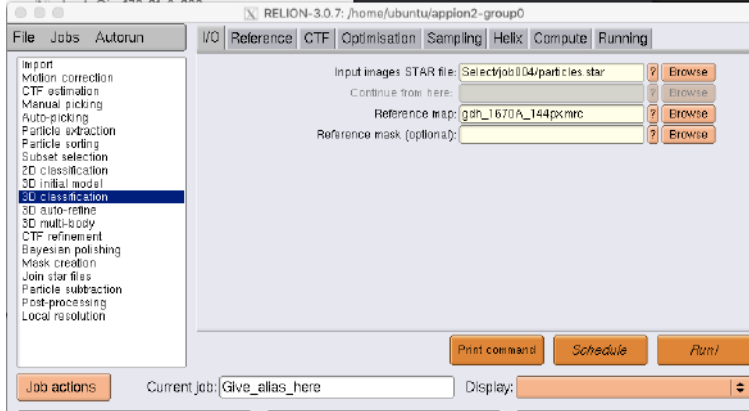 RELION-3.0.7: /home/ubuntu/appion2-group0
File Jobs Autorun
I/O Reference CTF Optimisation Sampling Helix Compute Running
Import
Motion correction
CTF estimation
Manual picking
Auto-picking
Particle extraction
Particle sorting
Subset selection
2D classification
3D initial model
3D classification
3D auto-refine
3D multi-body
CTF refinement
Bayesian polishing
Mask creation
Join star files
Particle subtraction
Post-processing
Local resolution
Input images STAR file: Select/job004/particles.star ? Browse
Continue from here: ? Browse
Reference map: gdh_1670A_144px.mrc ? Browse
Reference mask (optional): ? Browse
Print command Schedule Run!
Job actions Current job: Give_alias_here Display: